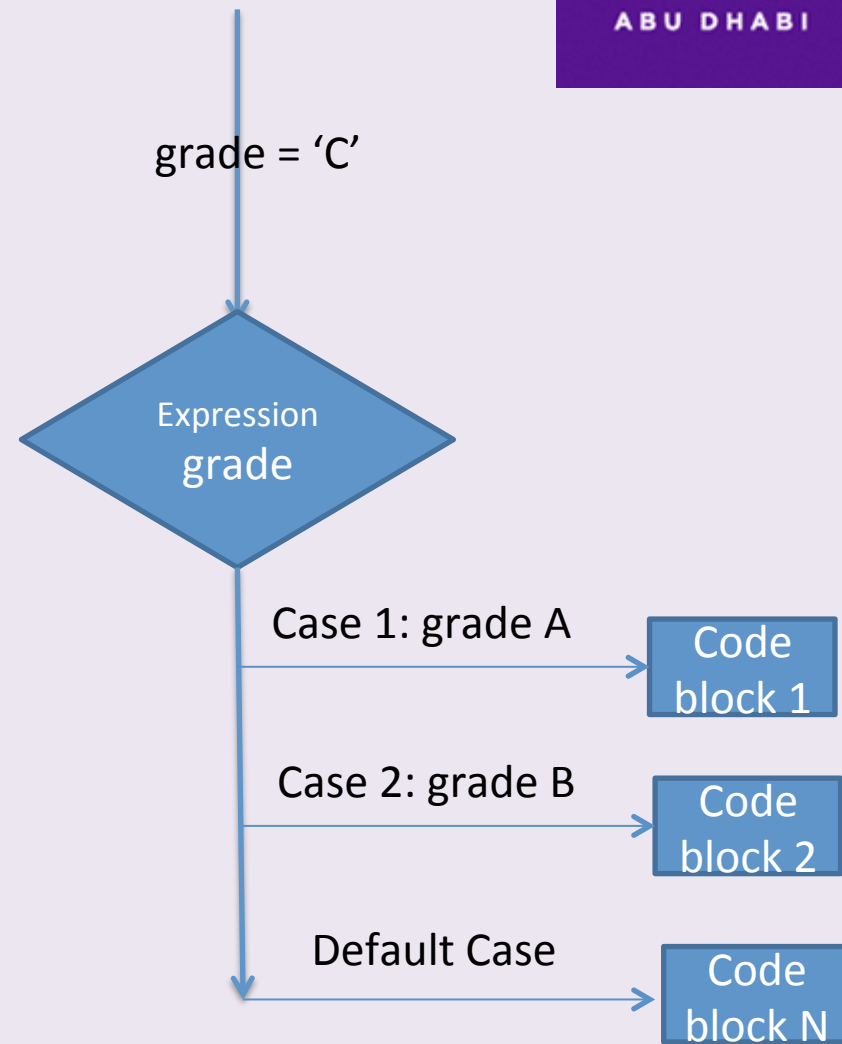 ABU DHABI
grade = ‘C’
Expression
grade
Case 1: grade A
Code
block 1
Case 2: grade B
Code
block 2
Default Case
Code
block N